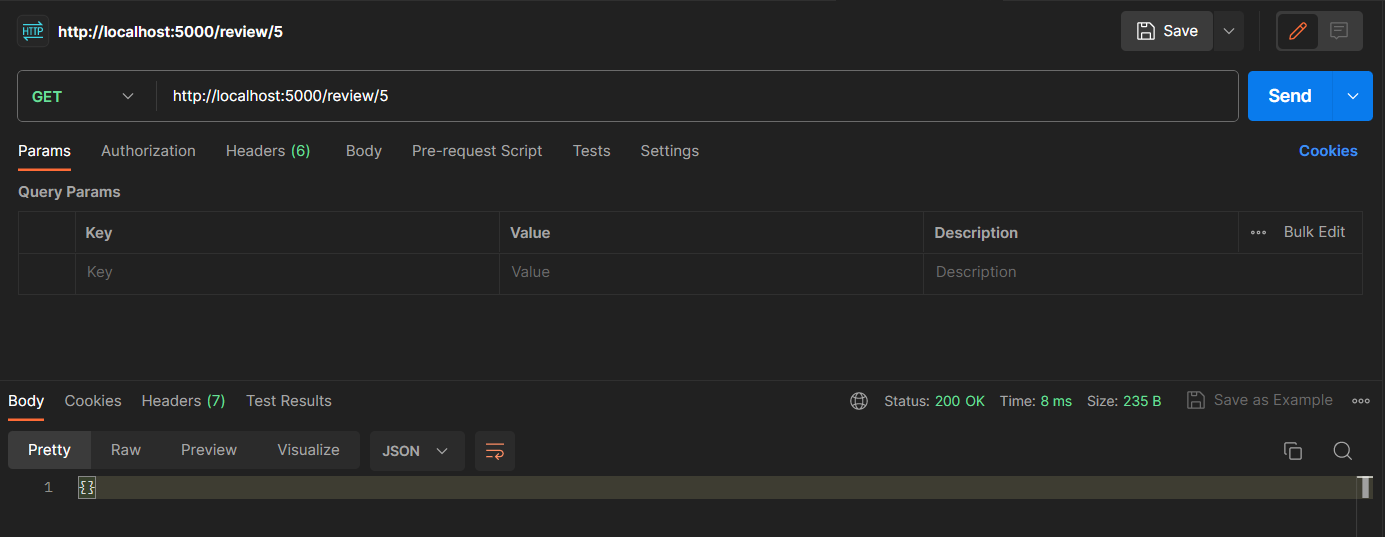 HTTP http://localhost:5000/review/5 Save
GET http://localhost:5000/review/5 Send
Params Authorization Headers (6) Body Pre-request Script Tests Settings Cookies
Query Params
Key Value Description Bulk Edit
Key Value Description
Body Cookies Headers (7) Test Results Status: 200 OK Time: 8 ms Size: 235 B Save as Example
Pretty Raw Preview Visualize JSON
1 {}